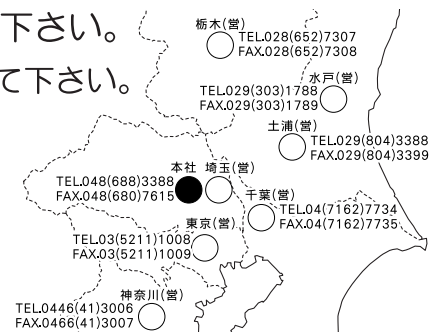 下さい。
て下さい。
栃木(営)
TEL.028(652)7307
FAX.028(652)7308
水戸(営)
TEL.029(303)1788
FAX.029(303)1789
土浦(営)
TEL.029(804)3388
FAX.029(804)3399
本社
TEL.048(688)3388
FAX.048(680)7615
埼玉(営)
千葉(営)
TEL.04(7162)7734
FAX.04(7162)7735
東京(営)
TEL.03(5211)1008
FAX.03(5211)1009
神奈川(営)
TEL.0446(41)3006
FAX.0466(41)3007